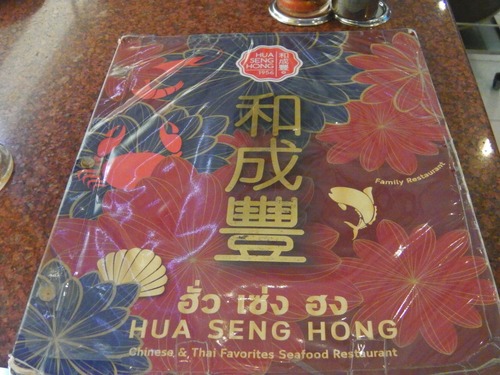 HUA
SENG
HONG
1956
和成豐
和
成
豐
Family Restaurant
ฮั่ว เซ่ง ฮง
HUA SENG HONG
Chinese & Thai Favorites Seafood Restaurant